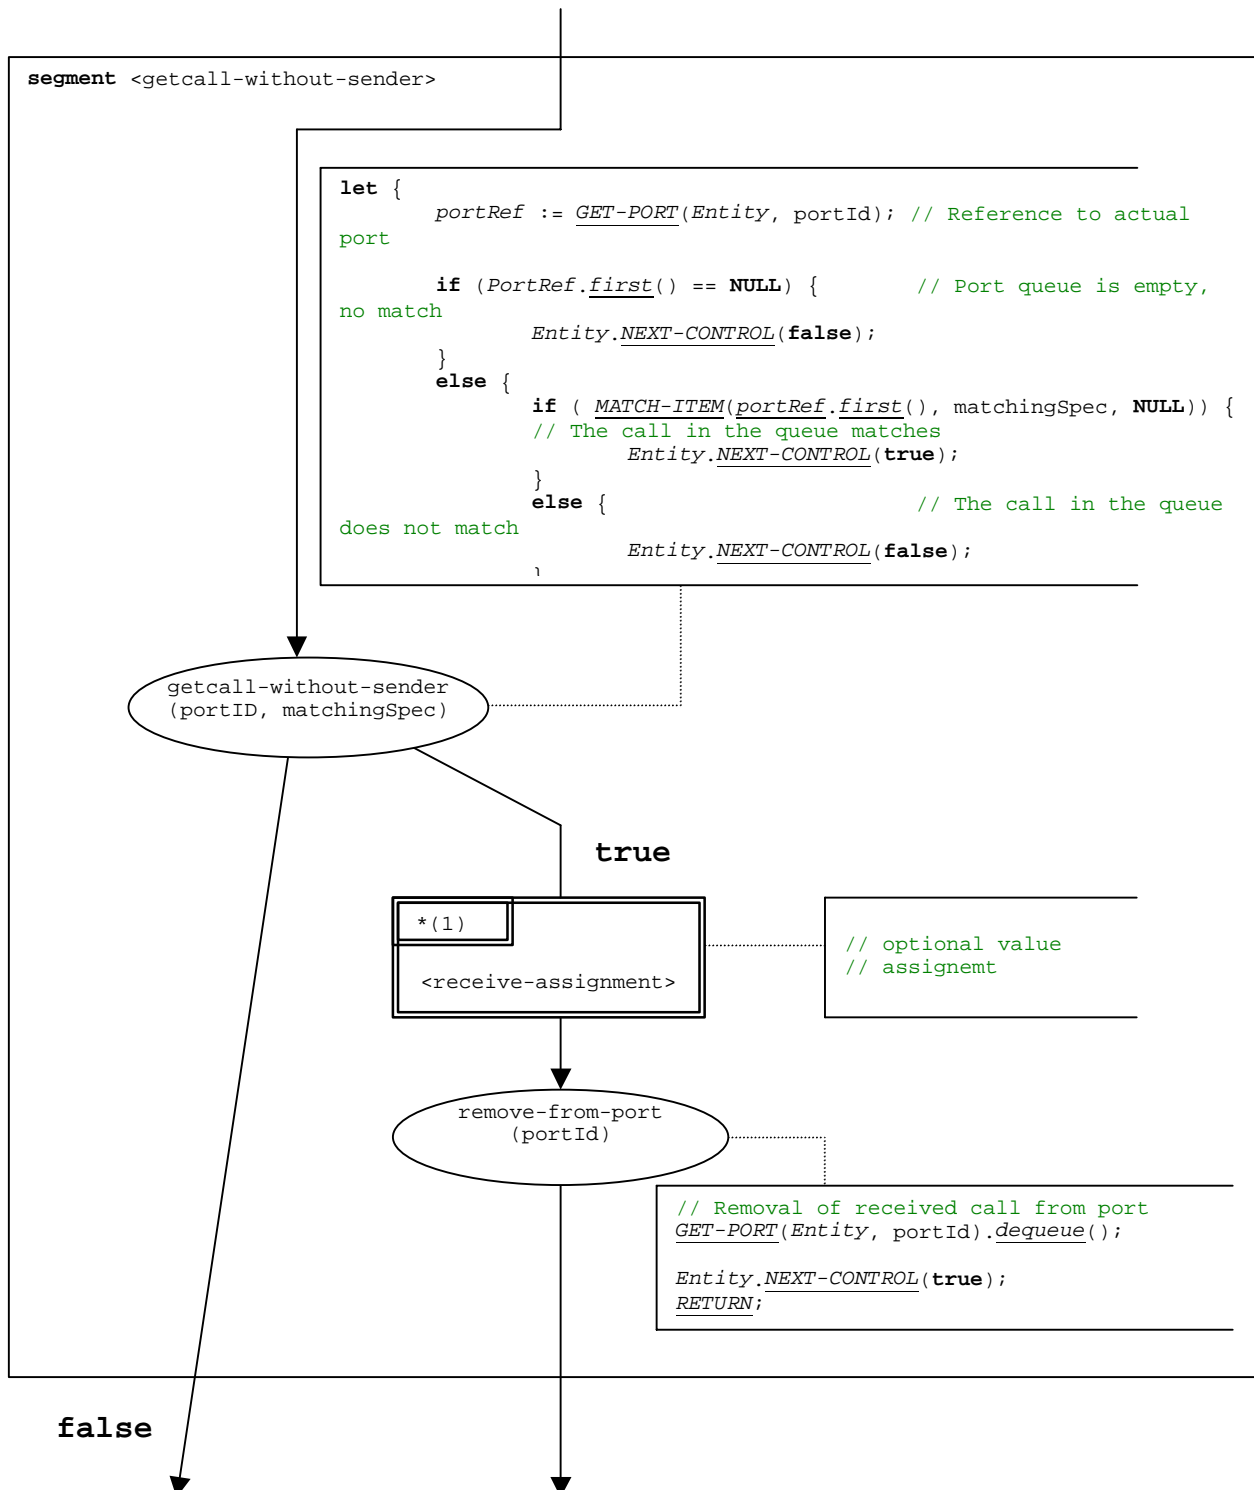 segment <getcall-without-sender>
let {
portRef := GET-PORT(Entity, portId); // Reference to actual
port
if (PortRef.first() == NULL) { // Port queue is empty,
no match
Entity.NEXT-CONTROL(false);
}
else {
if ( MATCH-ITEM(portRef.first(), matchingSpec, NULL)) {
// The call in the queue matches
Entity.NEXT-CONTROL(true);
}
else { // The call in the queue
does not match
Entity.NEXT-CONTROL(false);
}
getcall-without-sender
(portID, matchingSpec)
true
*(1)
<receive-assignment>
// optional value
// assignemt
remove-from-port
(portId)
// Removal of received call from port
GET-PORT(Entity, portId).dequeue();
Entity.NEXT-CONTROL(true);
RETURN;
false